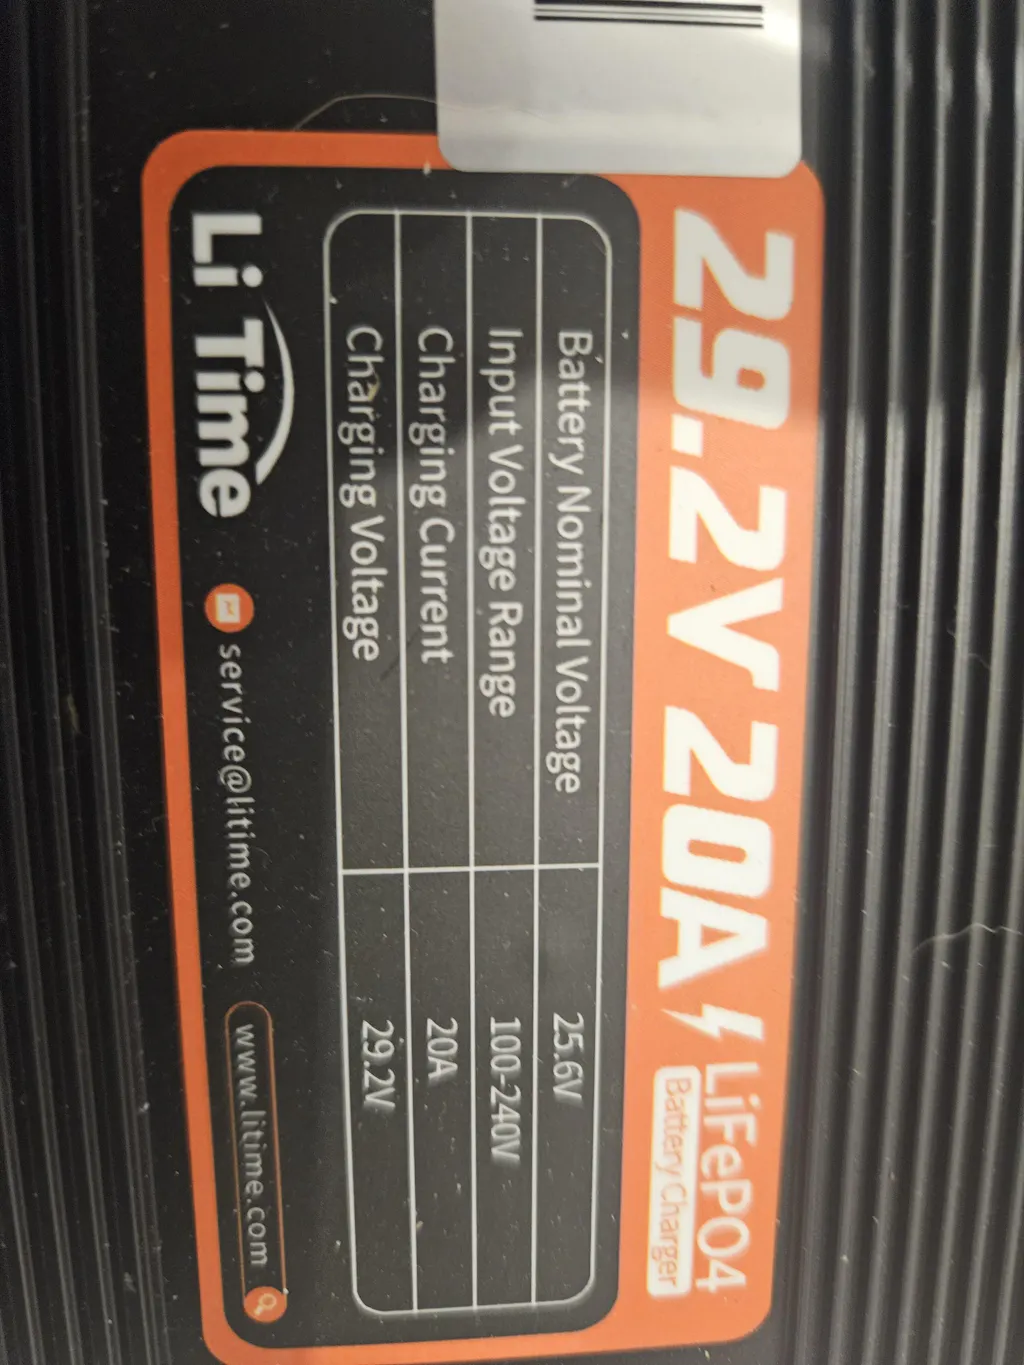 29.2V 20A LiFePO4
Battery Charger
Battery Nominal Voltage 25.6V
Input Voltage Range 100-240V
Charging Current 20A
Charging Voltage 29.2V
Li Time service@litime.com www.litime.com